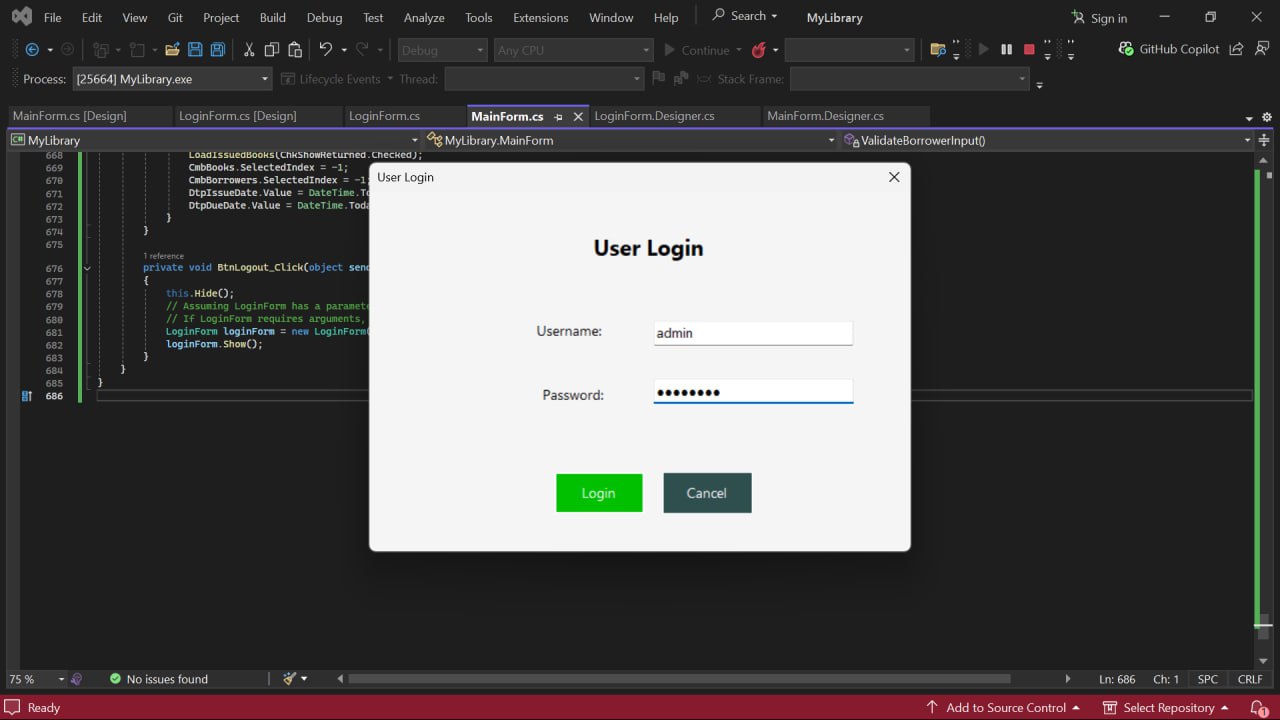 File Edit View Git Project Build Debug Test Analyze Tools Extensions Window Help Search MyLibrary Sign in
Debug Any CPU Continue GitHub Copilot
Process: [25664] MyLibrary.exe Lifecycle Events Thread: Stack Frame:
MainForm.cs [Design] LoginForm.cs [Design] LoginForm.cs MainForm.cs LoginForm.Designer.cs MainForm.Designer.cs
MyLibrary MyLibrary.MainForm ValidateBorrowerInput()
668 LoadIssuedBooks(ChkShowReturned.Checked);
669 CmbBooks.SelectedIndex = -1;
670 CmbBorrowers.SelectedIndex = -1;
671 DtpIssueDate.Value = DateTime.To
672 DtpDueDate.Value = DateTime.Toda
673 }
674 }
675
1 reference
676 private void BtnLogout_Click(object send
677 {
678 this.Hide();
679 // Assuming LoginForm has a paramete
680 // If LoginForm requires arguments,
681 LoginForm loginForm = new LoginForm(
682 loginForm.Show();
683 }
684 }
685 }
686
User Login
User Login
Username: admin
Password: ••••••••
Login Cancel
75 % No issues found Ln: 686 Ch: 1 SPC CRLF
Ready Add to Source Control Select Repository 1